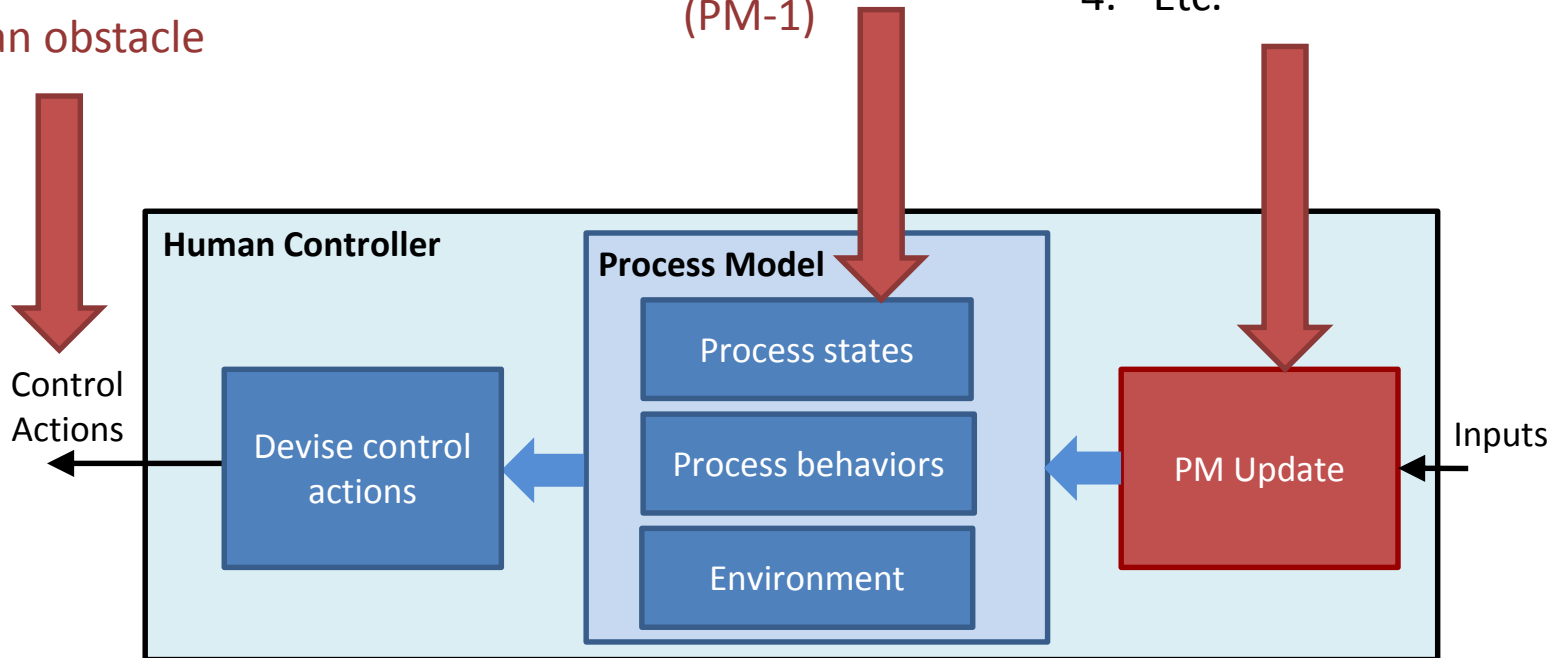 an obstacle
(PM-1)
4. Etc.
Human Controller
Process Model
Process states
Process behaviors
Environment
Control
Actions
Devise control
actions
PM Update
Inputs